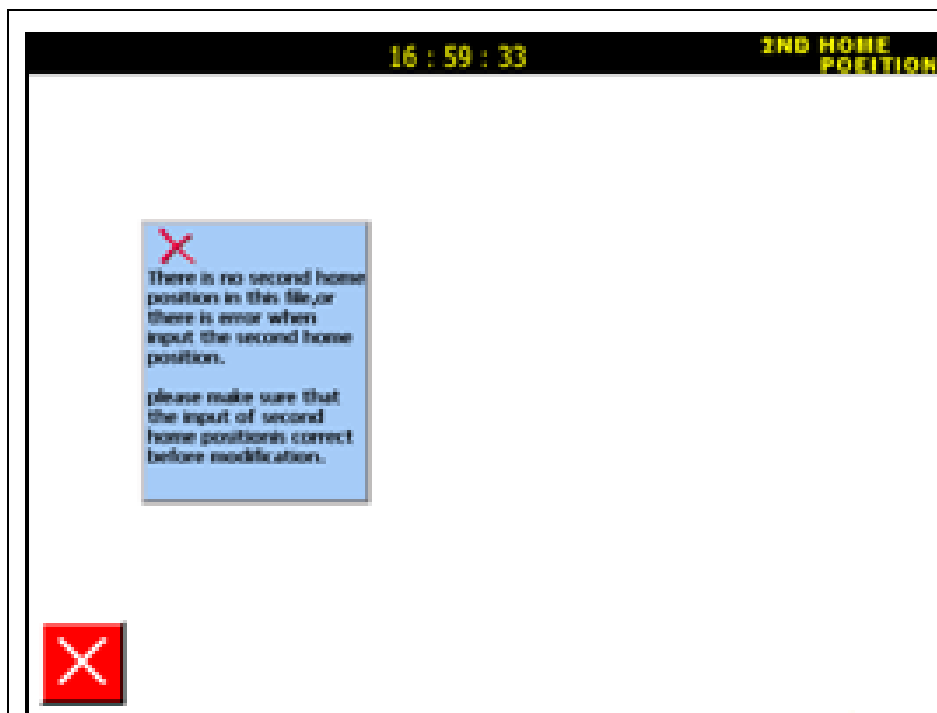 16 : 59 : 33
2ND HOME
POEITION
There is no second home
position in this file,or
there is error when
input the second home
position.
please make sure that
the input of second
home positionis correct
before modification.